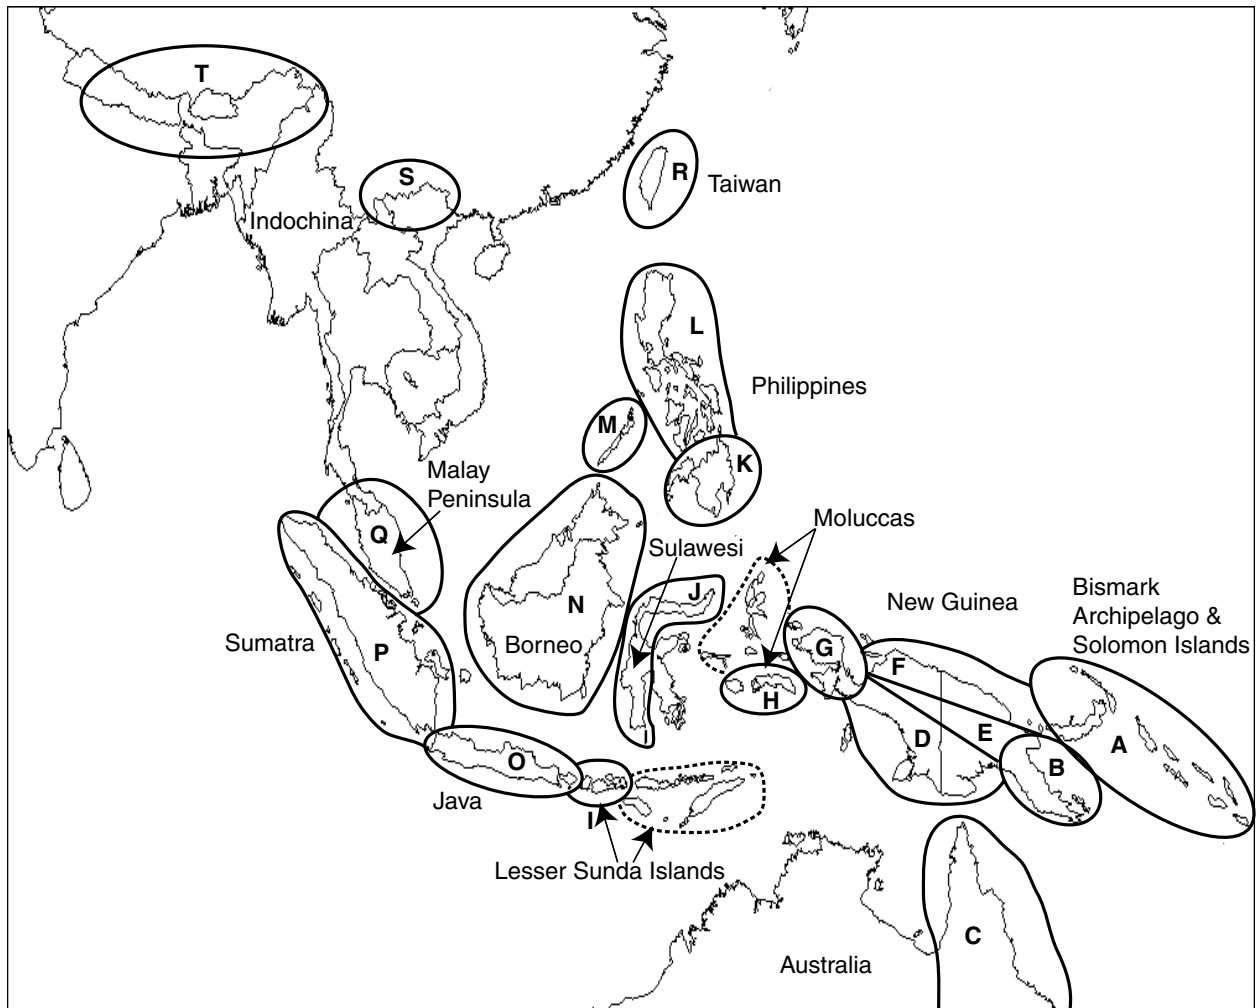 T
S
R
Taiwan
Indochina
L
Philippines
M
K
Malay
Peninsula
Q
Moluccas
Sulawesi
J
N
Borneo
Bismark
Archipelago &
Solomon Islands
New Guinea
Sumatra
P
G
F
H
D
E
A
B
O
Java
I
Lesser Sunda Islands
C
Australia